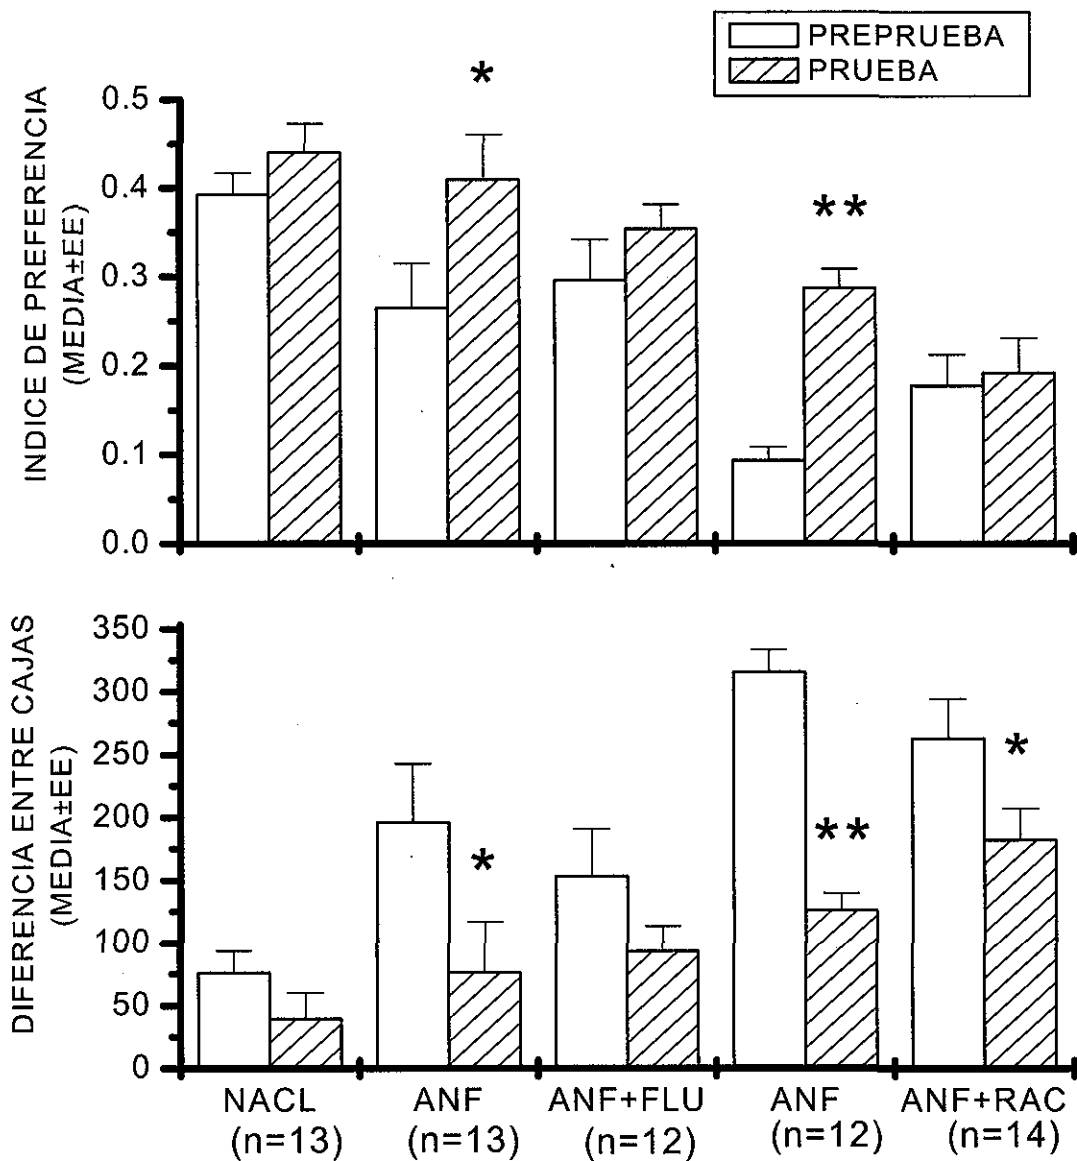 PREPRUEBA
PRUEBA
INDICE DE PREFERENCIA
(MEDIA±EE)
0.5
0.4
0.3
0.2
0.1
0.0
*
**
DIFERENCIA ENTRE CAJAS
(MEDIA±EE)
350
300
250
200
150
100
50
0
*
**
*
NACL ANF ANF+FLU ANF ANF+RAC
(n=13) (n=13) (n=12) (n=12) (n=14)